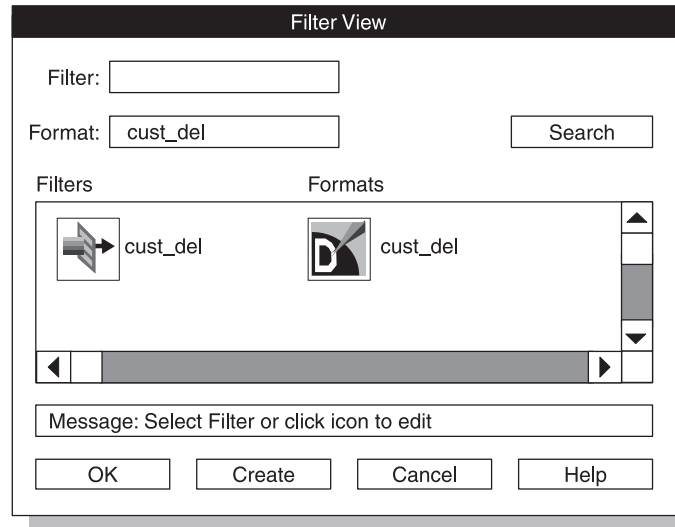 Filter View
Filter:
Format: cust_del Search
Filters Formats
cust_del D cust_del
Message: Select Filter or click icon to edit
OK Create Cancel Help